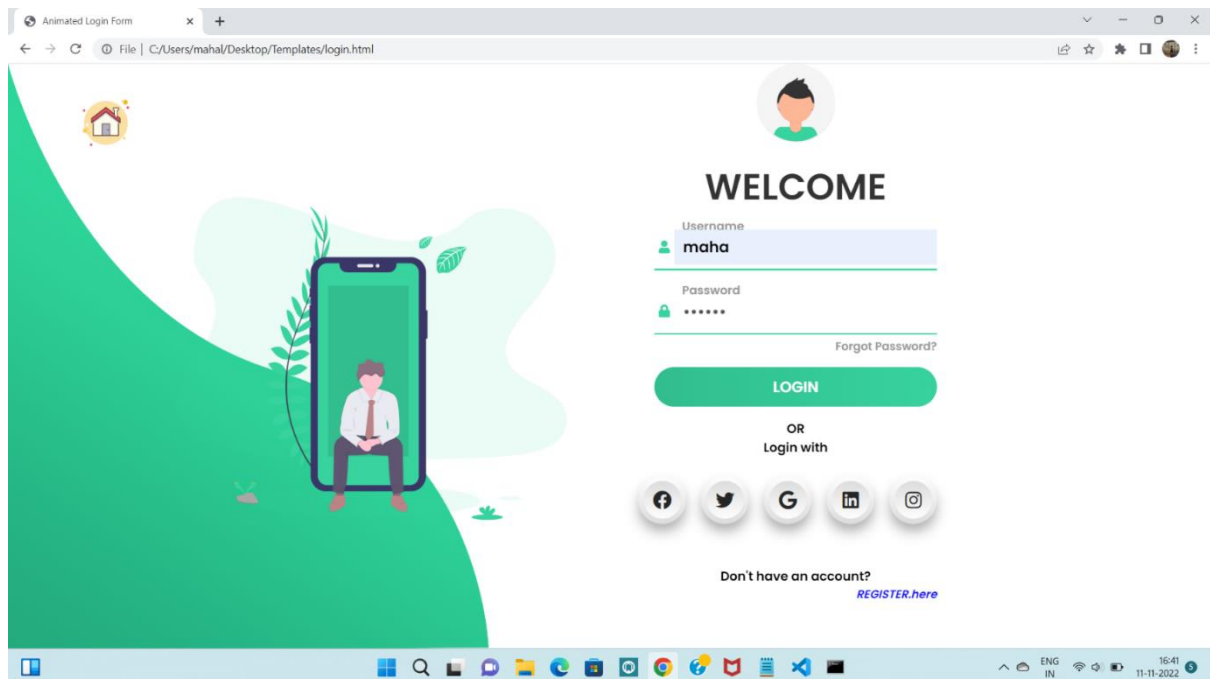 Animated Login Form
File | C:/Users/mahal/Desktop/Templates/login.html
WELCOME
Username
maha
Password
••••••
Forgot Password?
LOGIN
OR
Login with
Don't have an account?
REGISTER.here
ENG
IN
16:41
11-11-2022
5